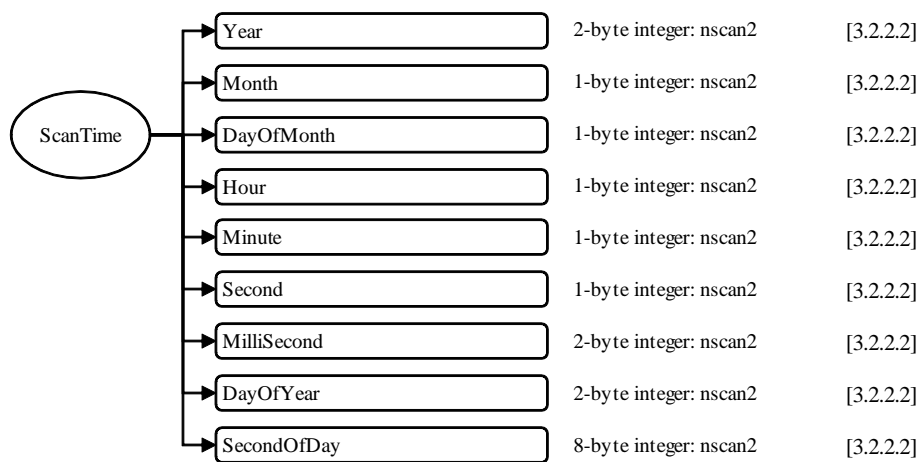 Year 2-byte integer: nscan2 [3.2.2.2]
Month 1-byte integer: nscan2 [3.2.2.2]
ScanTime DayOfMonth 1-byte integer: nscan2 [3.2.2.2]
Hour 1-byte integer: nscan2 [3.2.2.2]
Minute 1-byte integer: nscan2 [3.2.2.2]
Second 1-byte integer: nscan2 [3.2.2.2]
MilliSecond 2-byte integer: nscan2 [3.2.2.2]
DayOfYear 2-byte integer: nscan2 [3.2.2.2]
SecondOfDay 8-byte integer: nscan2 [3.2.2.2]